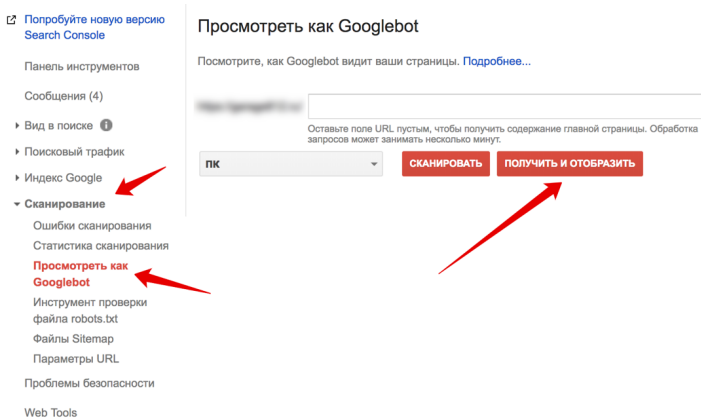 Попробуйте новую версию
Search Console
Панель инструментов
Сообщения (4)
Вид в поиске
Поисковый трафик
Индекс Google
Сканирование
Ошибки сканирования
Статистика сканирования
Просмотреть как
Googlebot
Инструмент проверки
файла robots.txt
Файлы Sitemap
Параметры URL
Проблемы безопасности
Web Tools
Просмотреть как Googlebot
Посмотрите, как Googlebot видит ваши страницы. Подробнее...
Оставьте поле URL пустым, чтобы получить содержание главной страницы. Обработка
запросов может занимать несколько минут.
ПК
СКАНИРОВАТЬ
ПОЛУЧИТЬ И ОТОБРАЗИТЬ